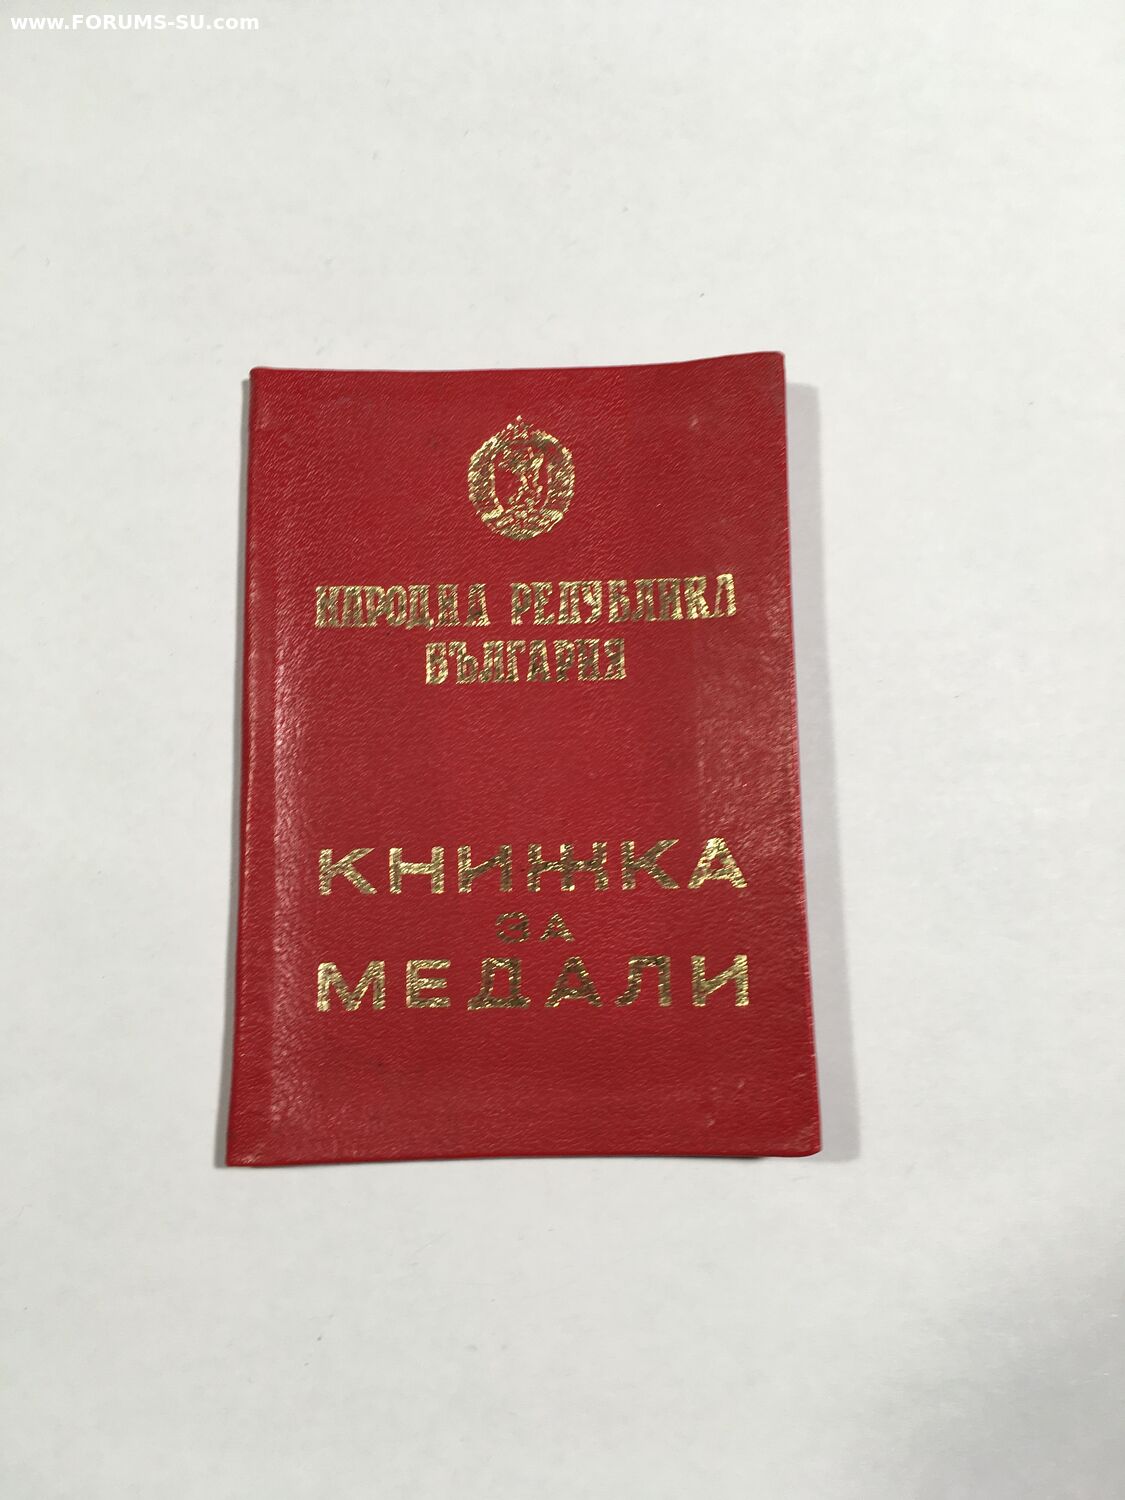 www.FORUMS-SU.com
НАРОДНА РЕПУБЛИКА
БЪЛГАРИЯ
КНИЖКА
ЗА
МЕДАЛИ